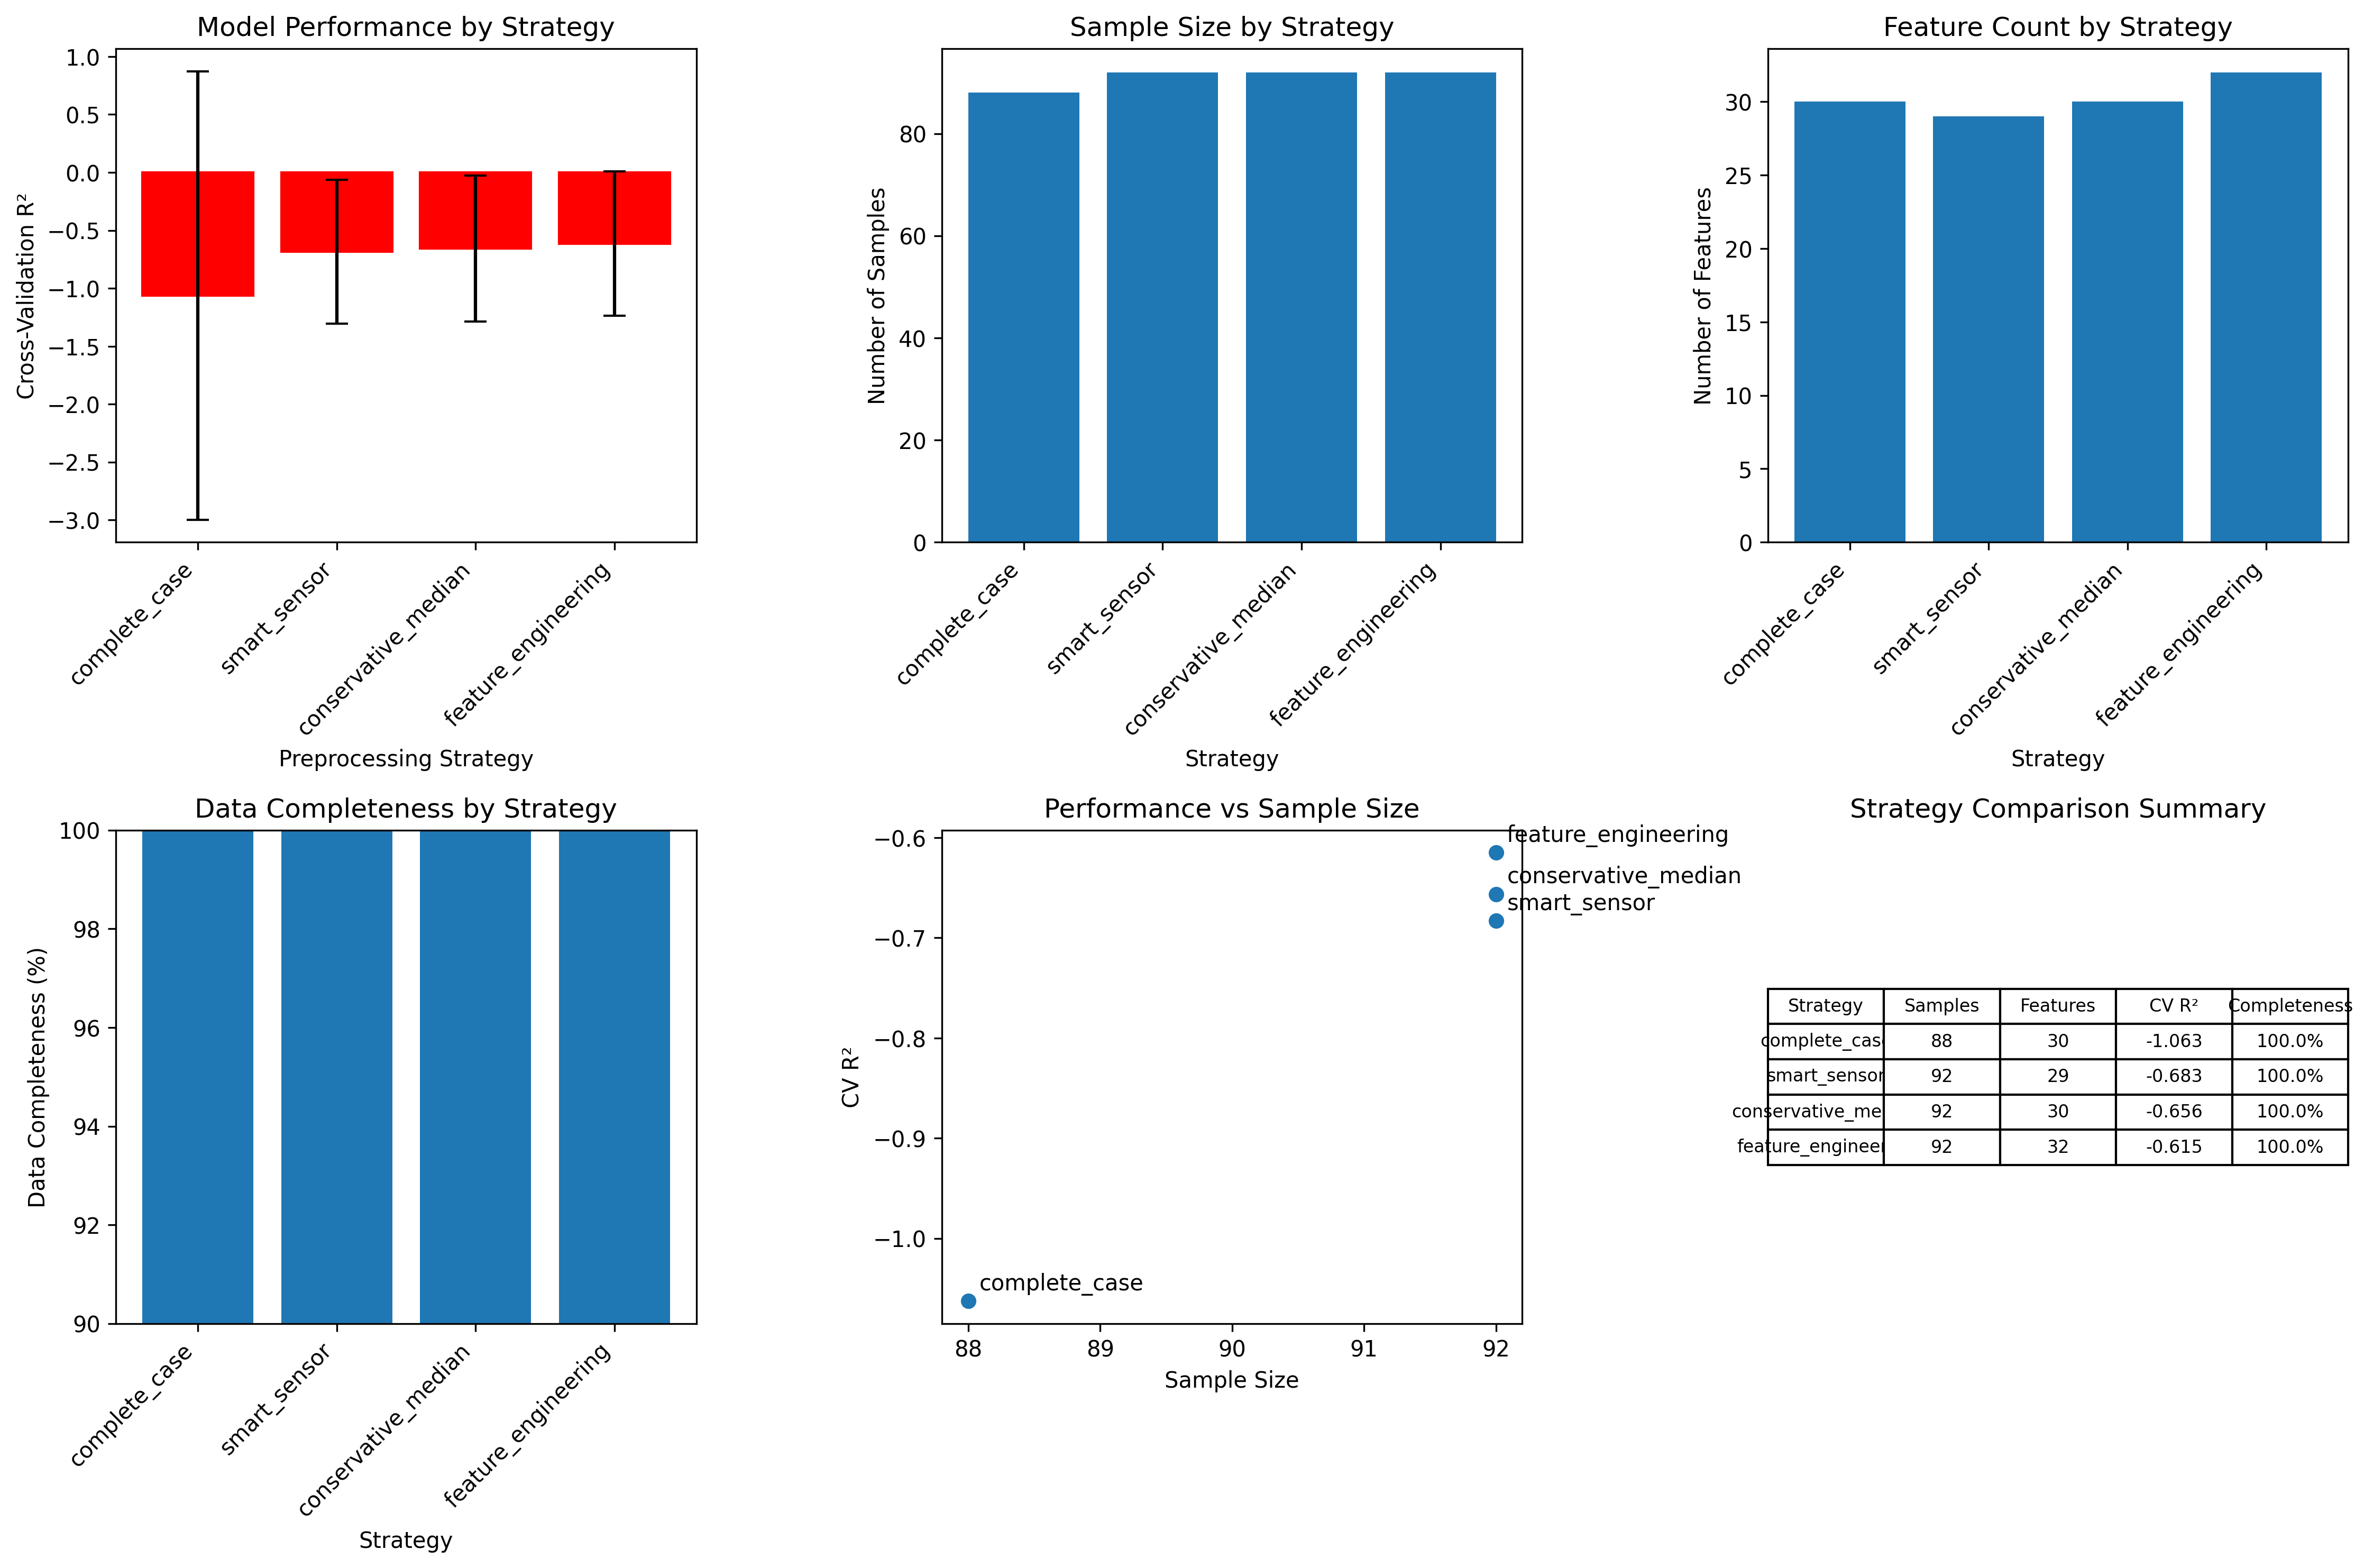 Model Performance by Strategy
Cross-Validation R²
1.0
0.5
0.0
−0.5
−1.0
−1.5
−2.0
−2.5
−3.0
complete_case
smart_sensor
conservative_median
feature_engineering
Preprocessing Strategy
Sample Size by Strategy
Number of Samples
80
60
40
20
0
complete_case
smart_sensor
conservative_median
feature_engineering
Strategy
Feature Count by Strategy
Number of Features
30
25
20
15
10
5
0
complete_case
smart_sensor
conservative_median
feature_engineering
Strategy
Data Completeness by Strategy
Data Completeness (%)
100
98
96
94
92
90
complete_case
smart_sensor
conservative_median
feature_engineering
Strategy
Performance vs Sample Size
CV R²
−0.6
−0.7
−0.8
−0.9
−1.0
feature_engineering
conservative_median
smart_sensor
complete_case
88 89 90 91 92
Sample Size
Strategy Comparison Summary
Strategy Samples Features CV R² Completeness
complete_cas 88 30 -1.063 100.0%
smart_sensor 92 29 -0.683 100.0%
conservative_me 92 30 -0.656 100.0%
feature_engineer 92 32 -0.615 100.0%